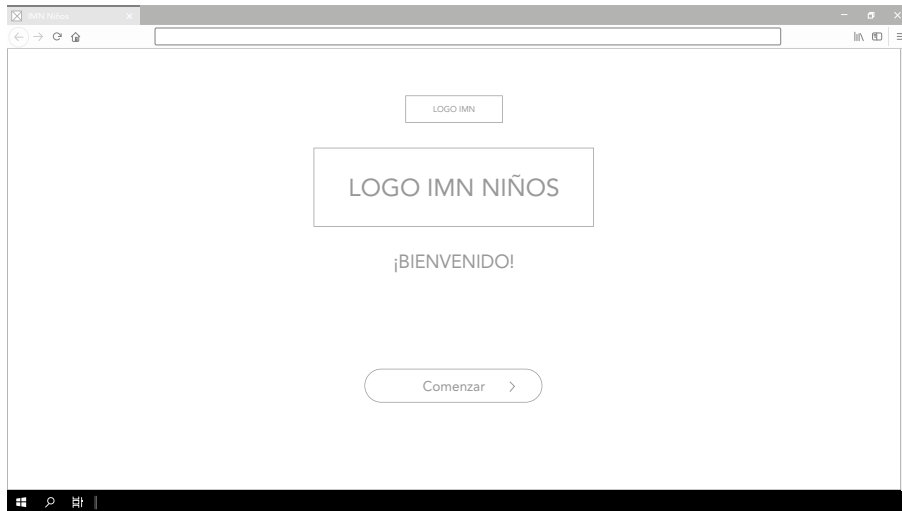 IMN Niños
LOGO IMN
LOGO IMN NIÑOS
¡BIENVENIDO!
Comenzar